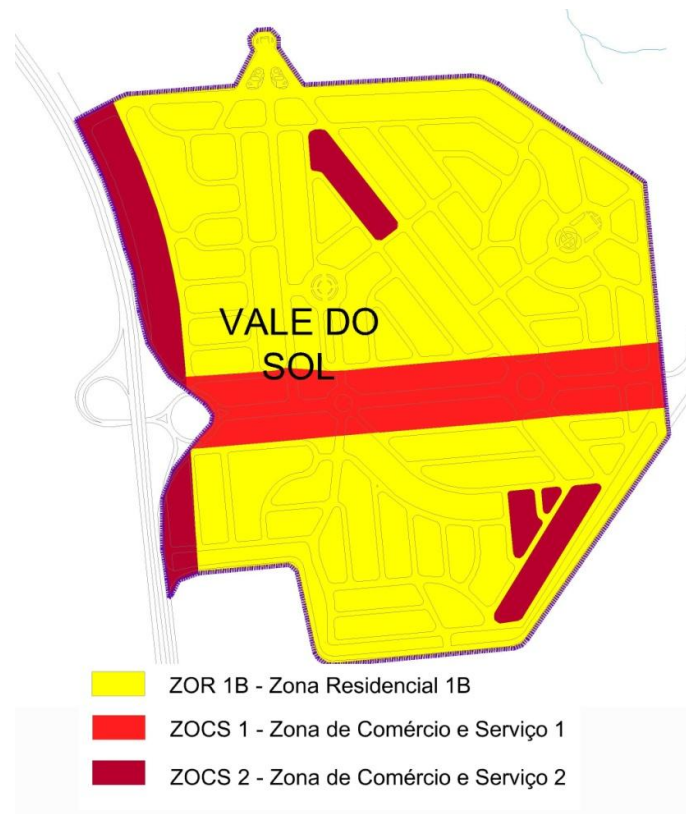 VALE DO
SOL
ZOR 1B - Zona Residencial 1B
ZOCS 1 - Zona de Comércio e Serviço 1
ZOCS 2 - Zona de Comércio e Serviço 2